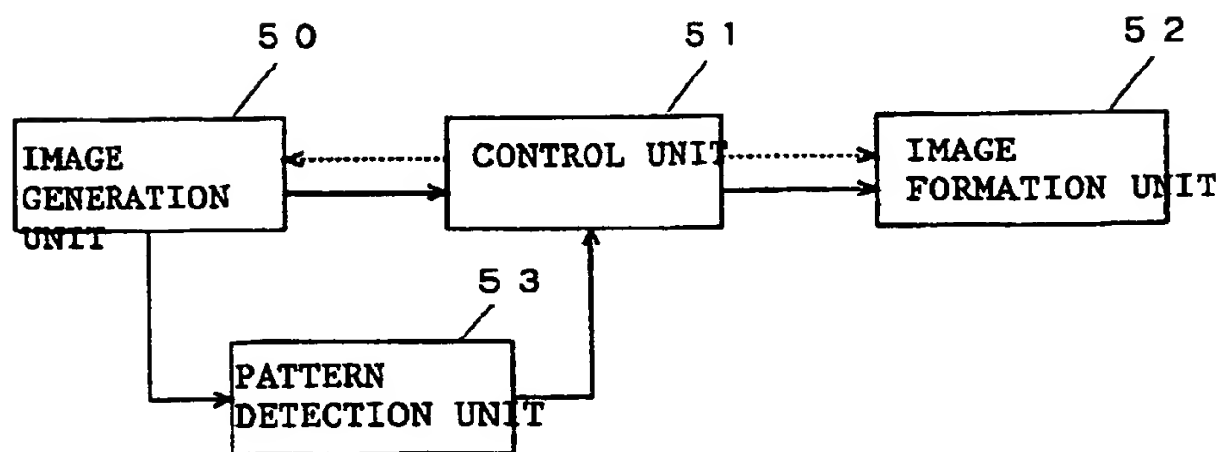 50
51
52
IMAGE
GENERATION
UNIT
CONTROL UNIT
IMAGE
FORMATION UNIT
53
PATTERN
DETECTION UNIT